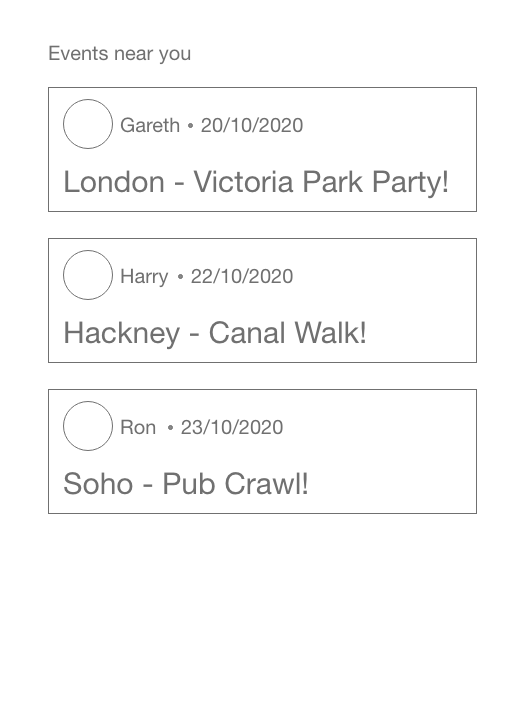 Events near you
Gareth • 20/10/2020
London - Victoria Park Party!
Harry • 22/10/2020
Hackney - Canal Walk!
Ron • 23/10/2020
Soho - Pub Crawl!